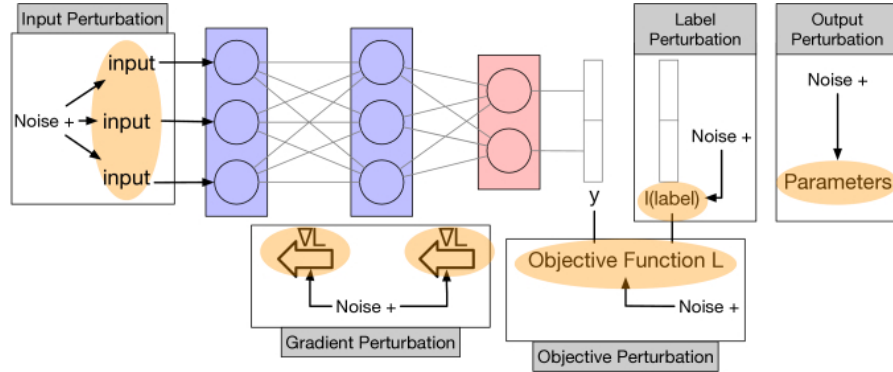 Input Perturbation
input
Noise + input
input
∇L
∇L
Noise +
Gradient Perturbation
y
Label
Perturbation
Noise +
l(label)
Objective Function L
Noise +
Objective Perturbation
Output
Perturbation
Noise +
Parameters